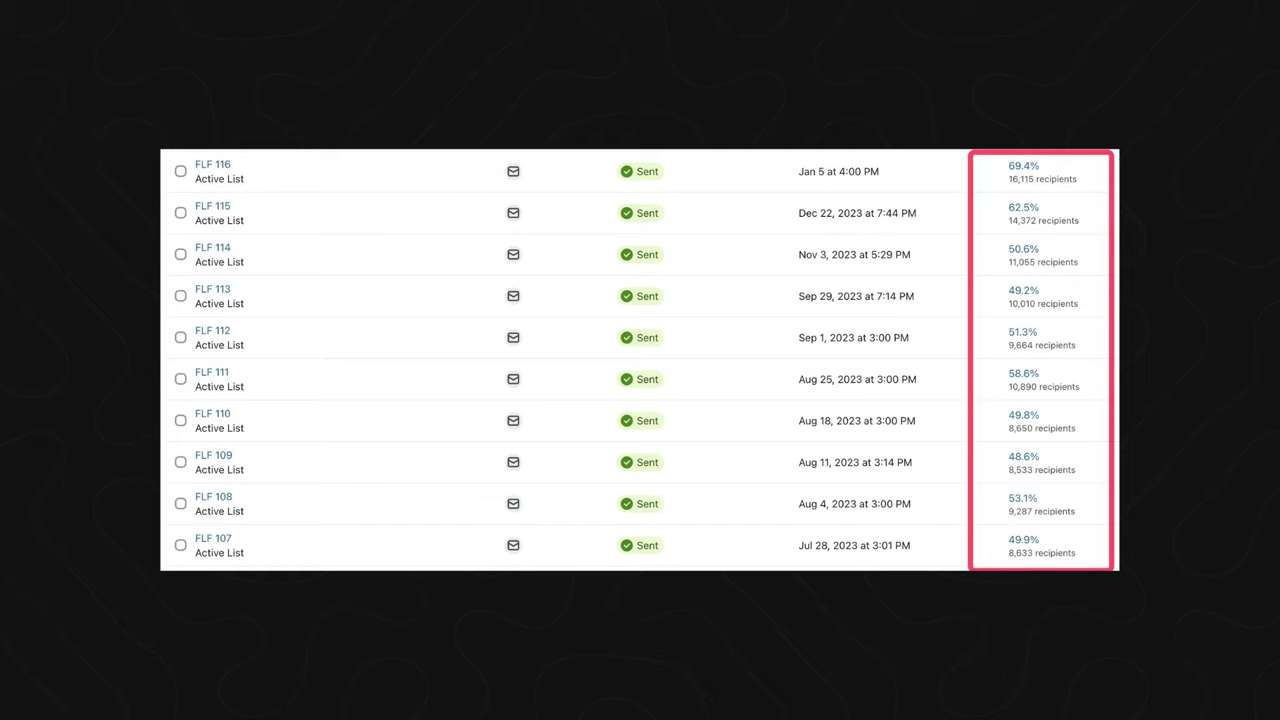 FLF 116
Active List
Sent
Jan 5 at 4:00 PM
69.4%
16,115 recipients
FLF 115
Active List
Sent
Dec 22, 2023 at 7:44 PM
62.5%
14,372 recipients
FLF 114
Active List
Sent
Nov 3, 2023 at 5:29 PM
50.6%
11,055 recipients
FLF 113
Active List
Sent
Sep 29, 2023 at 7:14 PM
49.2%
10,010 recipients
FLF 112
Active List
Sent
Sep 1, 2023 at 3:00 PM
51.3%
9,664 recipients
FLF 111
Active List
Sent
Aug 25, 2023 at 3:00 PM
58.6%
10,890 recipients
FLF 110
Active List
Sent
Aug 18, 2023 at 3:00 PM
49.8%
8,650 recipients
FLF 109
Active List
Sent
Aug 11, 2023 at 3:14 PM
48.6%
8,533 recipients
FLF 108
Active List
Sent
Aug 4, 2023 at 3:00 PM
53.1%
9,287 recipients
FLF 107
Active List
Sent
Jul 28, 2023 at 3:01 PM
49.9%
8,633 recipients